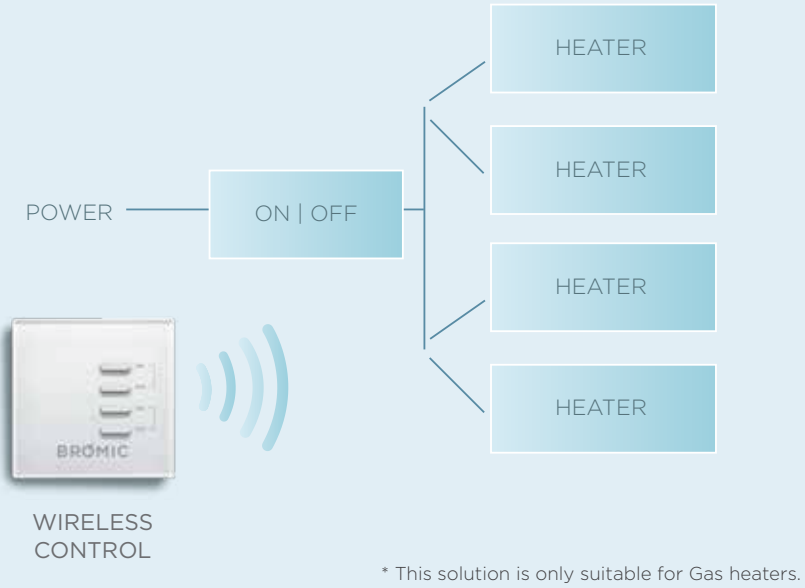 HEATER
HEATER
POWER
ON | OFF
HEATER
HEATER
BROMIC
WIRELESS
CONTROL
* This solution is only suitable for Gas heaters.